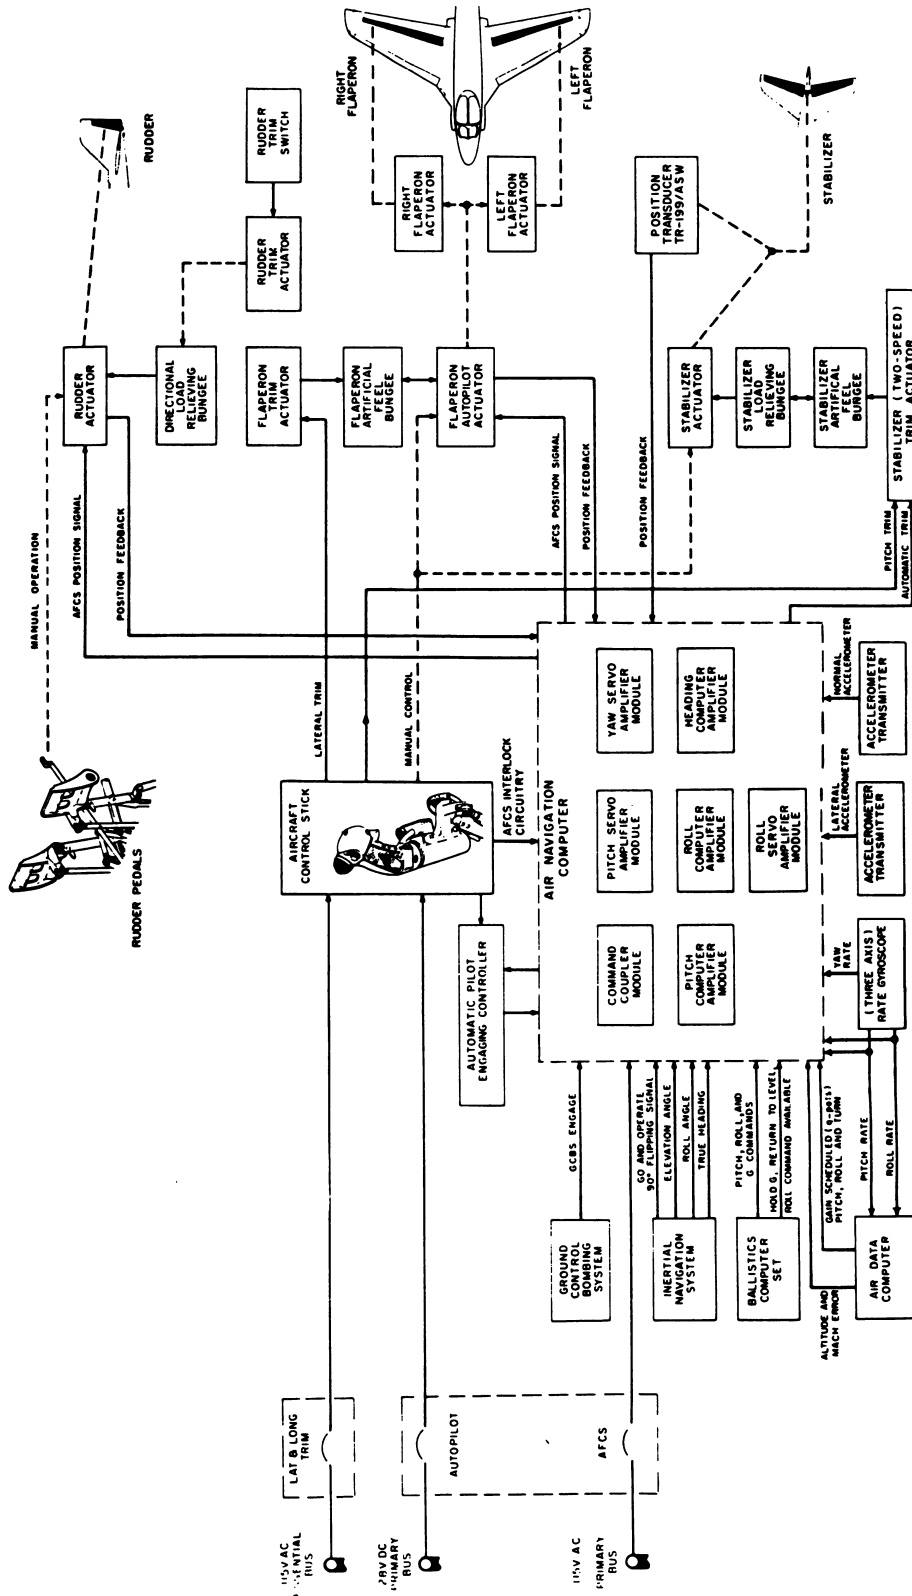 RUDDER PEDALS
MANUAL OPERATION
AFCS POSITION SIGNAL
POSITION FEEDBACK
RUDDER
ACTUATOR
RUDDER
DIRECTIONAL
LOAD
RELIEVING
BUNGEE
RUDDER
TRIM
ACTUATOR
RUDDER
TRIM
SWITCH
LAT & LONG
TRIM
115V AC
BUS
AIRCRAFT
CONTROL STICK
LATERAL TRIM
MANUAL CONTROL
FLAPERON
TRIM
ACTUATOR
FLAPERON
ARTIFICIAL
FEEL
BUNGEE
FLAPERON
AUTOPILOT
ACTUATOR
RIGHT
FLAPERON
ACTUATOR
LEFT
FLAPERON
ACTUATOR
RIGHT
FLAPERON
LEFT
FLAPERON
28V DC
PRIMARY
BUS
AUTOPILOT
AFCS
115V AC
PRIMARY
BUS
AUTOMATIC PILOT
ENGAGING CONTROLLER
AFCS INTERLOCK
CIRCUITRY
AFCS POSITION SIGNAL
POSITION FEEDBACK
POSITION FEEDBACK
POSITION
TRANSDUCER
TR-199/ASW
AIR NAVIGATION
COMPUTER
COMMAND
COUPLER
MODULE
PITCH SERVO
AMPLIFIER
MODULE
YAW SERVO
AMPLIFIER
MODULE
PITCH
COMPUTER
AMPLIFIER
MODULE
ROLL
COMPUTER
AMPLIFIER
MODULE
HEADING
COMPUTER
AMPLIFIER
MODULE
ROLL
SERVO
AMPLIFIER
MODULE
GROUND
CONTROL
BOMBING
SYSTEM
GCBS ENGAGE
GO AND OPERATE
90° FLIPPING SIGNAL
ELEVATION ANGLE
ROLL ANGLE
TRUE HEADING
INERTIAL
NAVIGATION
SYSTEM
PITCH, ROLL, AND
G COMMANDS
HOLD G, RETURN TO LEVEL,
ROLL COMMAND AVAILABLE
BALLISTICS
COMPUTER
SET
ALTITUDE AND
MACH ERROR
GAIN SCHEDULED (q-pots)
PITCH, ROLL AND TURN
PITCH RATE
ROLL RATE
AIR DATA
COMPUTER
YAW
RATE
(THREE AXIS)
RATE GYROSCOPE
LATERAL
ACCELEROMETER
ACCELEROMETER
TRANSMITTER
NORMAL
ACCELEROMETER
ACCELEROMETER
TRANSMITTER
PITCH TRIM
AUTOMATIC TRIM
STABILIZER
ACTUATOR
STABILIZER
LOAD
RELIEVING
BUNGEE
STABILIZER
ARTIFICAL
FEEL
BUNGEE
STABILIZER (TWO-SPEED)
TRIM ACTUATOR
STABILIZER